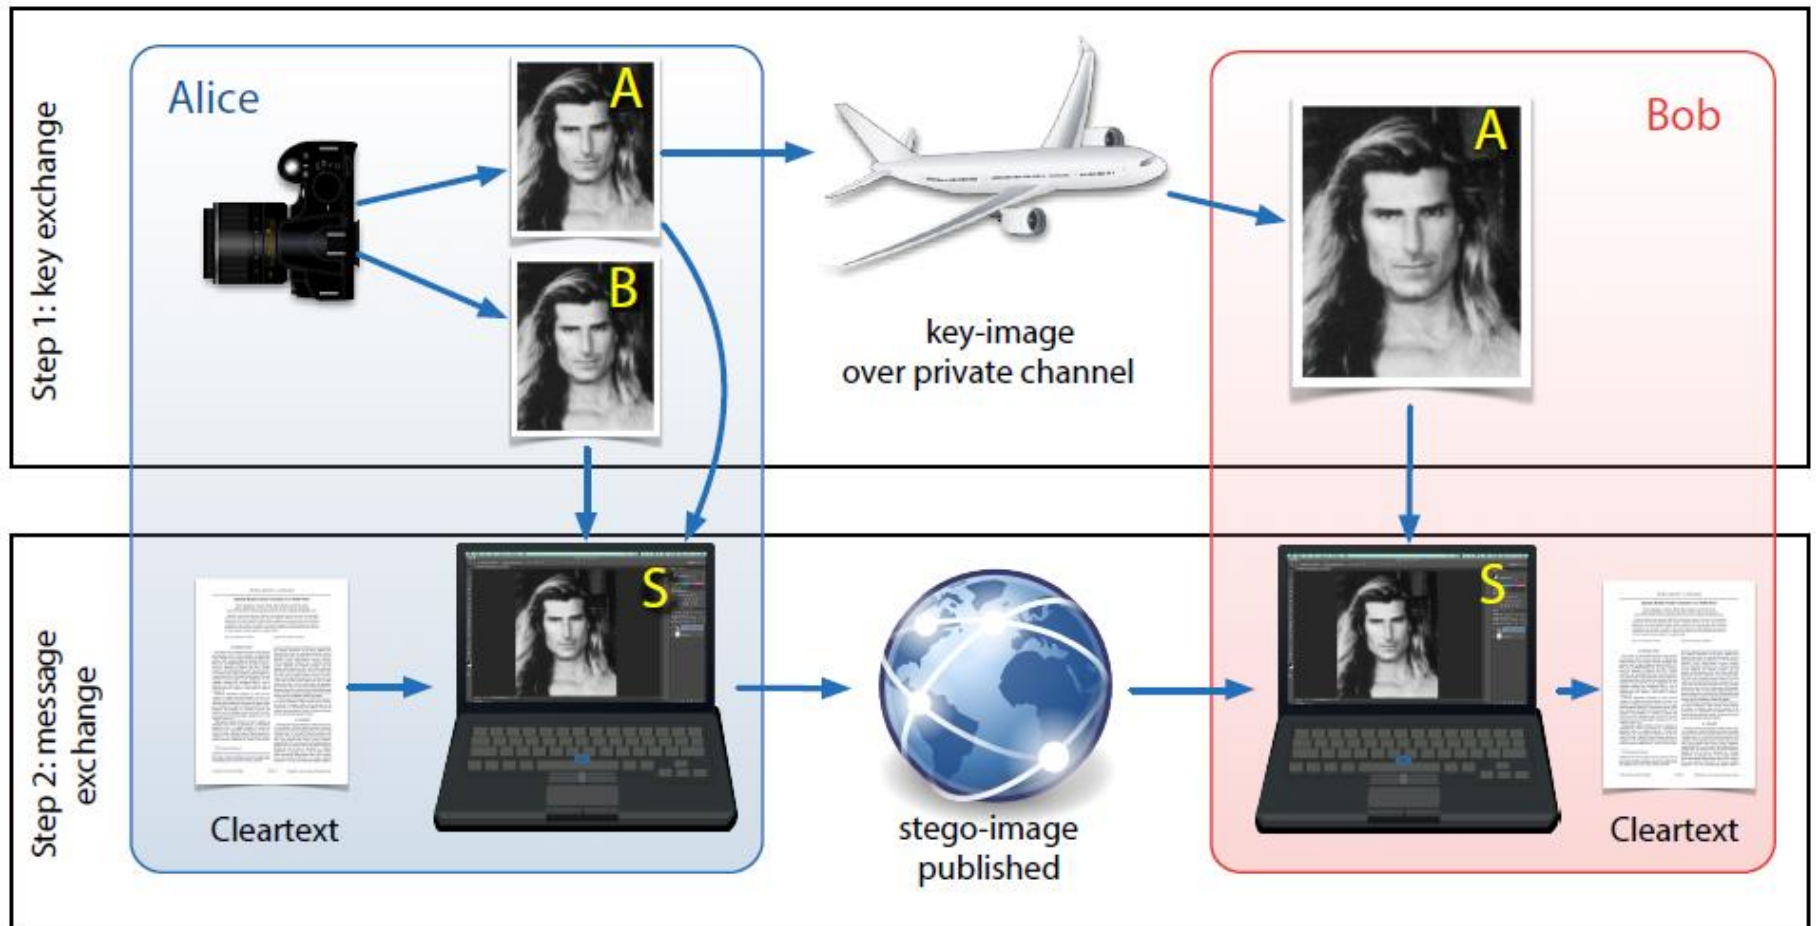 Step 1: key exchange
Alice
A
B
key-image
over private channel
A
Bob
Step 2: message
exchange
Cleartext
S
stego-image
published
S
Cleartext